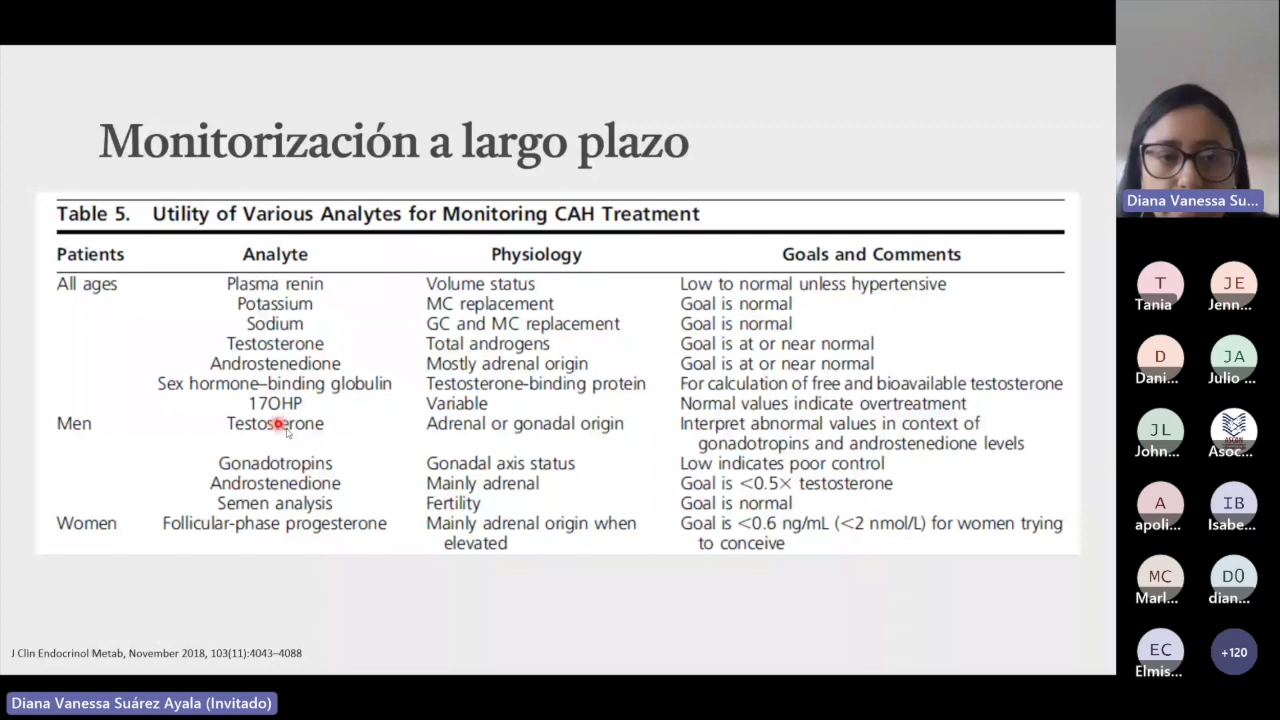 Monitorización a largo plazo
Table 5. Utility of Various Analytes for Monitoring CAH Treatment
Patients Analyte Physiology Goals and Comments
All ages Plasma renin Volume status Low to normal unless hypertensive
Potassium MC replacement Goal is normal
Sodium GC and MC replacement Goal is normal
Testosterone Total androgens Goal is at or near normal
Androstenedione Mostly adrenal origin Goal is at or near normal
Sex hormone–binding globulin Testosterone-binding protein For calculation of free and bioavailable testosterone
17OHP Variable Normal values indicate overtreatment
Men Testosterone Adrenal or gonadal origin Interpret abnormal values in context of
gonadotropins and androstenedione levels
Gonadotropins Gonadal axis status Low indicates poor control
Androstenedione Mainly adrenal Goal is <0.5× testosterone
Semen analysis Fertility Goal is normal
Women Follicular-phase progesterone Mainly adrenal origin when Goal is <0.6 ng/mL (<2 nmol/L) for women trying
elevated to conceive
J Clin Endocrinol Metab, November 2018, 103(11):4043–4088
Diana Vanessa Suárez Ayala (Invitado)
Diana Vanessa Su...
T JE
Tania Jenn...
D JA
Dani... Julio ...
JL ASCUN
John... Asoc...
A IB
apoli... Isabe...
MC D0
Marl... dian...
EC +120
Elmis...